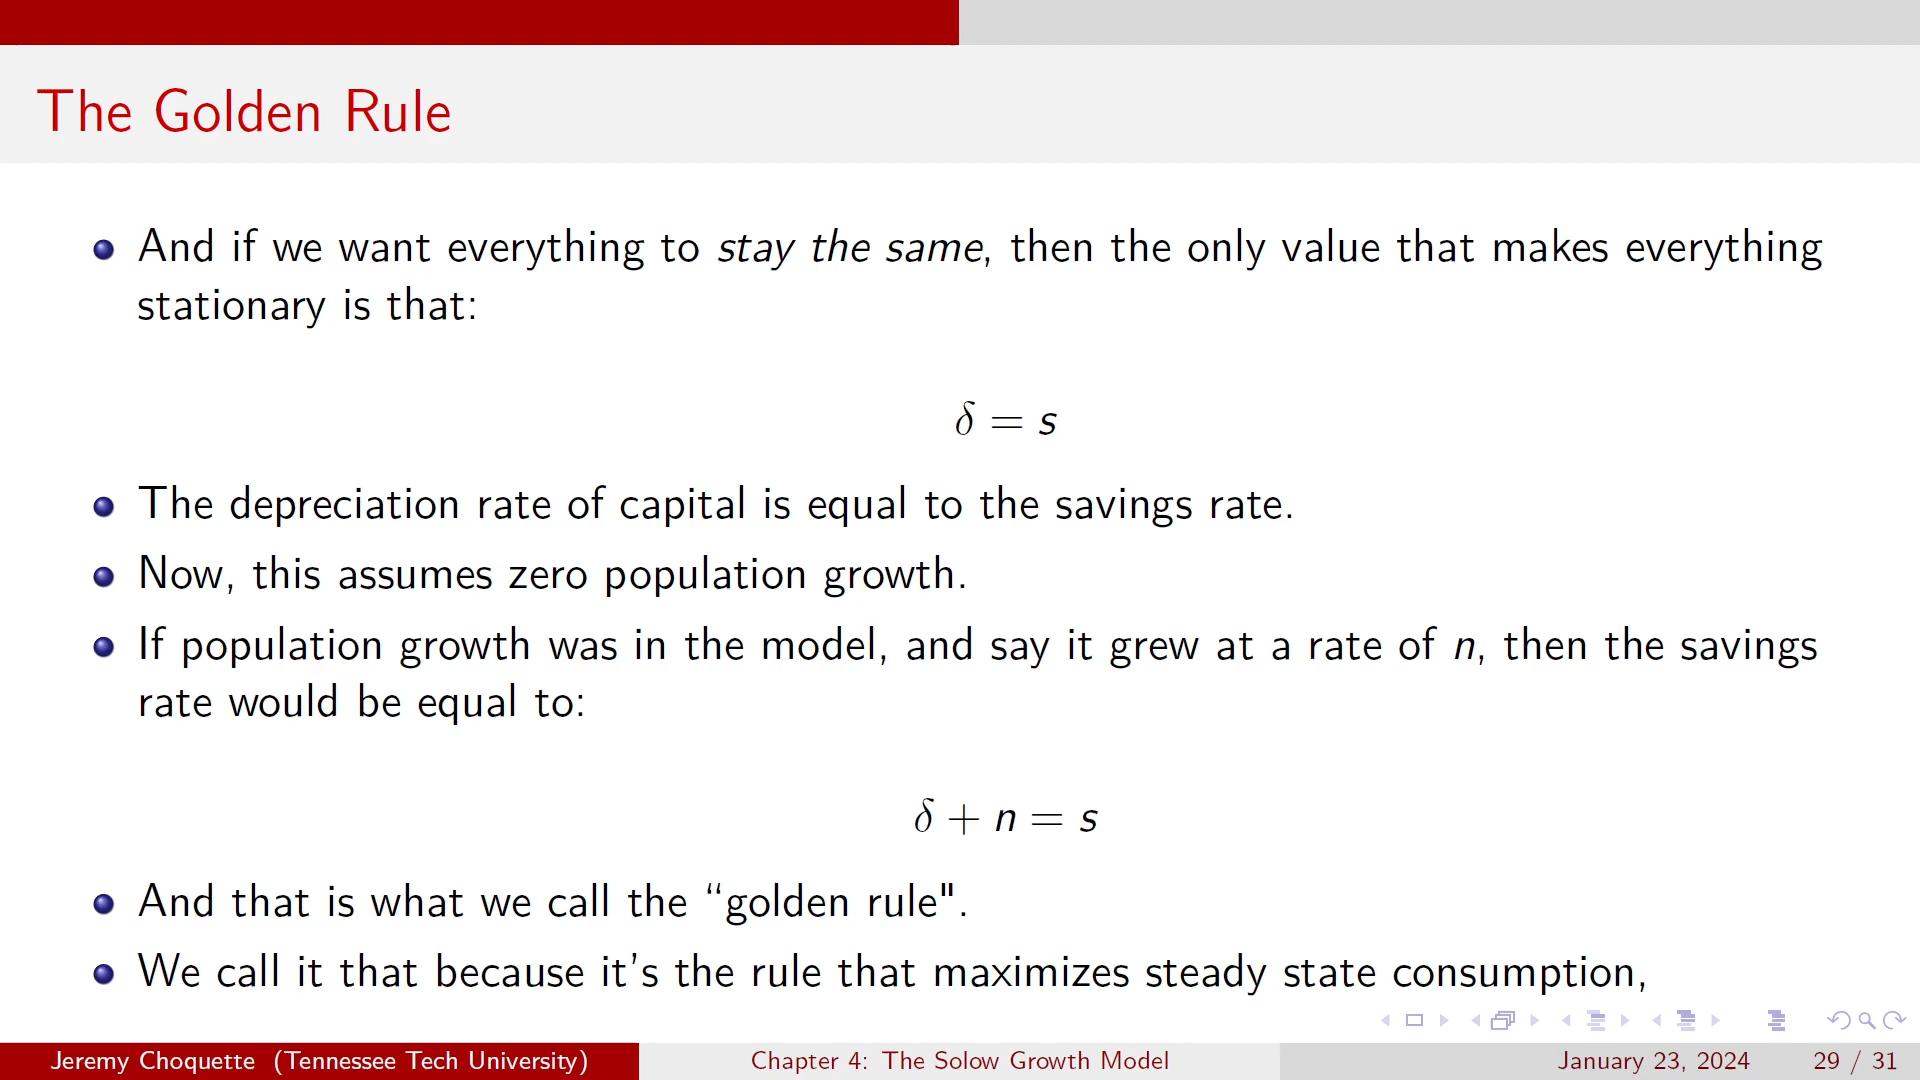 The Golden Rule
And if we want everything to stay the same, then the only value that makes everything
stationary is that:
δ = s
The depreciation rate of capital is equal to the savings rate.
Now, this assumes zero population growth.
If population growth was in the model, and say it grew at a rate of n, then the savings
rate would be equal to:
δ + n = s
And that is what we call the “golden rule".
We call it that because it’s the rule that maximizes steady state consumption,
Jeremy Choquette (Tennessee Tech University) Chapter 4: The Solow Growth Model January 23, 2024 29 / 31